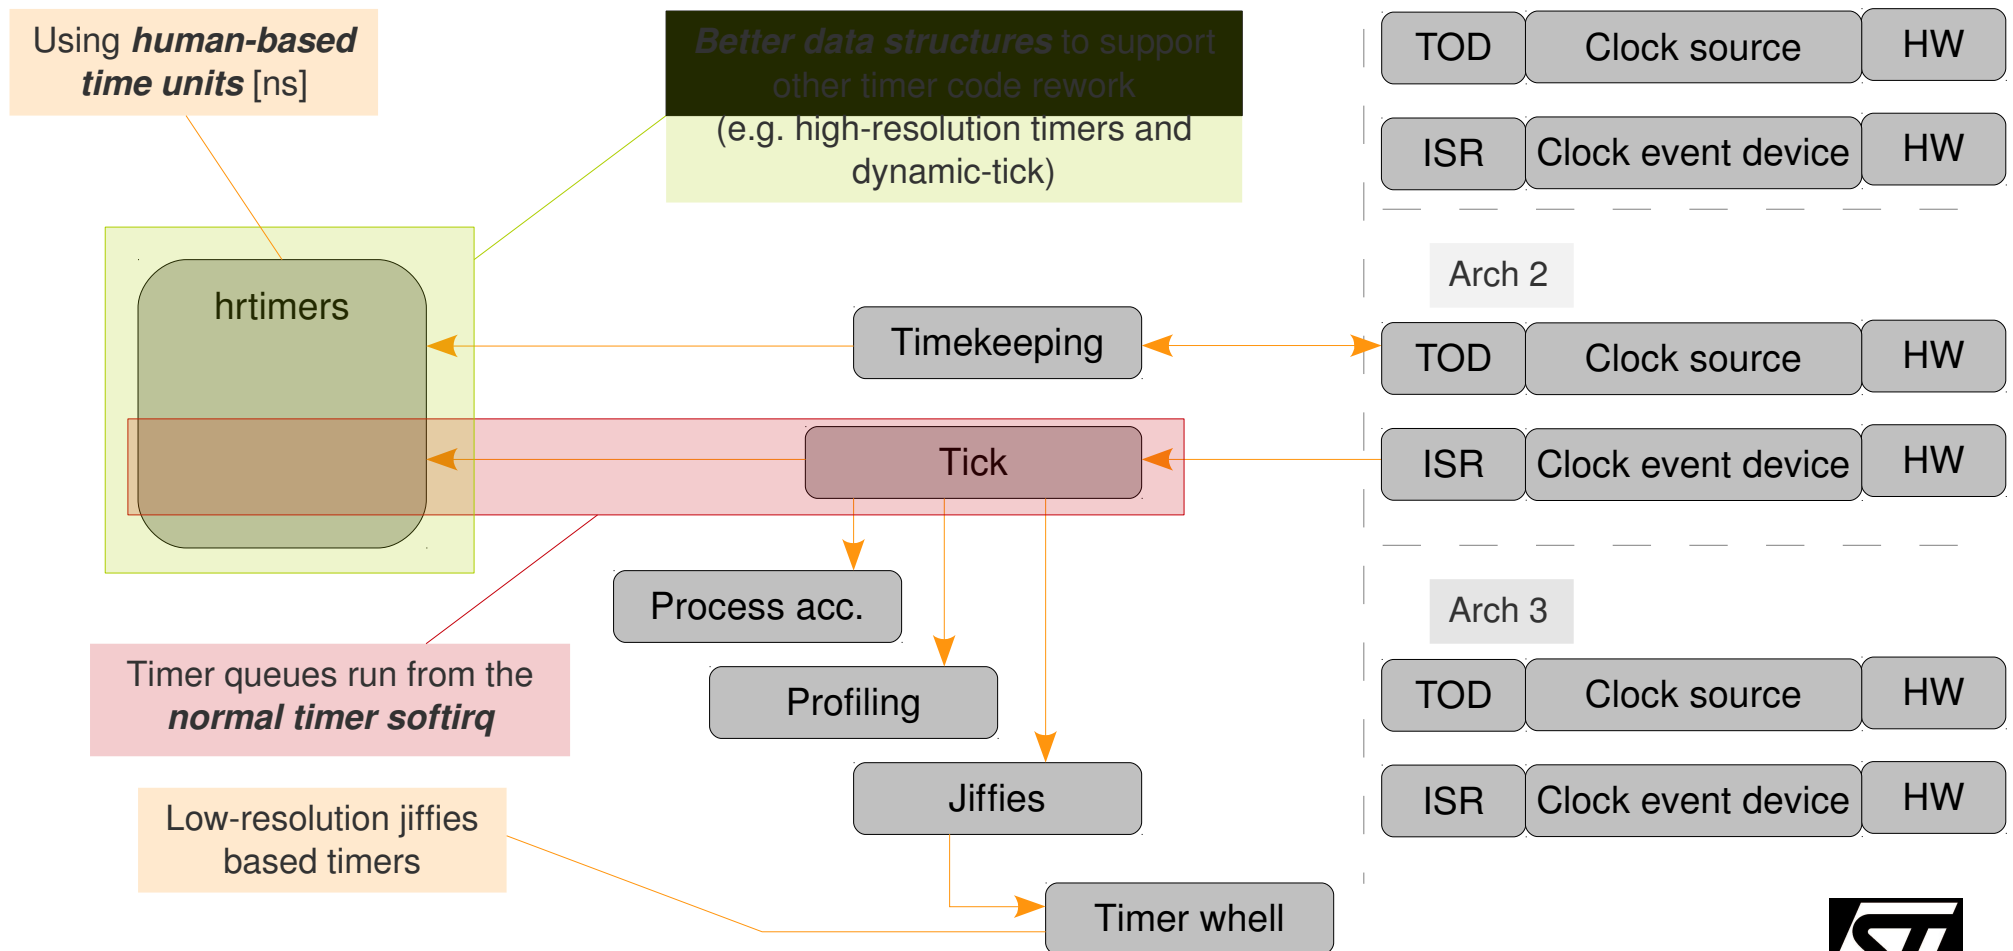 Using human-based
time units [ns]
Better data structures to support
other timer code rework
(e.g. high-resolution timers and
dynamic-tick)
TOD Clock source HW
ISR Clock event device HW
hrtimers
Arch 2
Timekeeping
TOD Clock source HW
Tick
ISR Clock event device HW
Process acc.
Arch 3
Timer queues run from the
normal timer softirq
Profiling
TOD Clock source HW
Jiffies
ISR Clock event device HW
Low-resolution jiffies
based timers
Timer whell